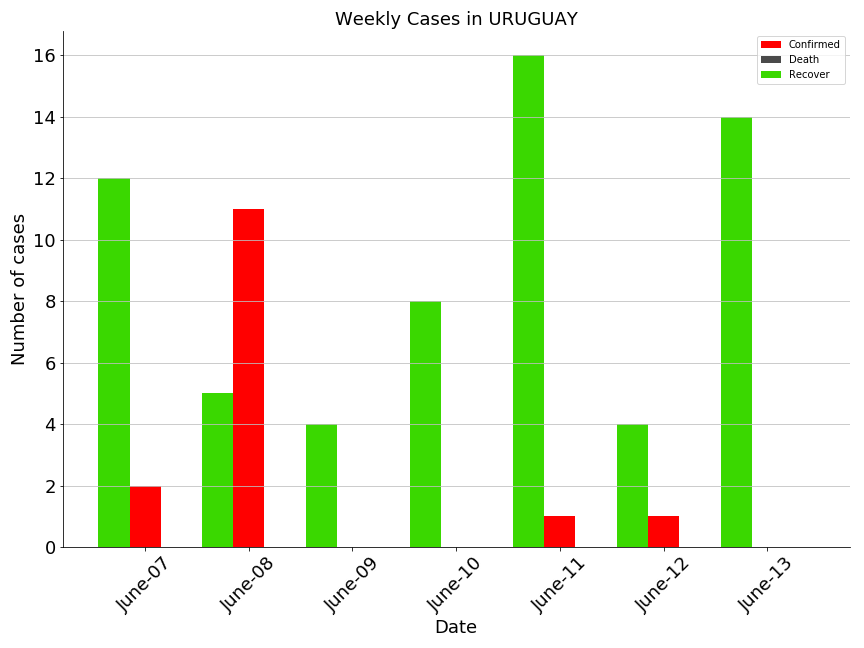 Weekly Cases in URUGUAY
Confirmed
Death
Recover
Number of cases
16
14
12
10
8
6
4
2
0
June-07
June-08
June-09
June-10
June-11
June-12
June-13
Date